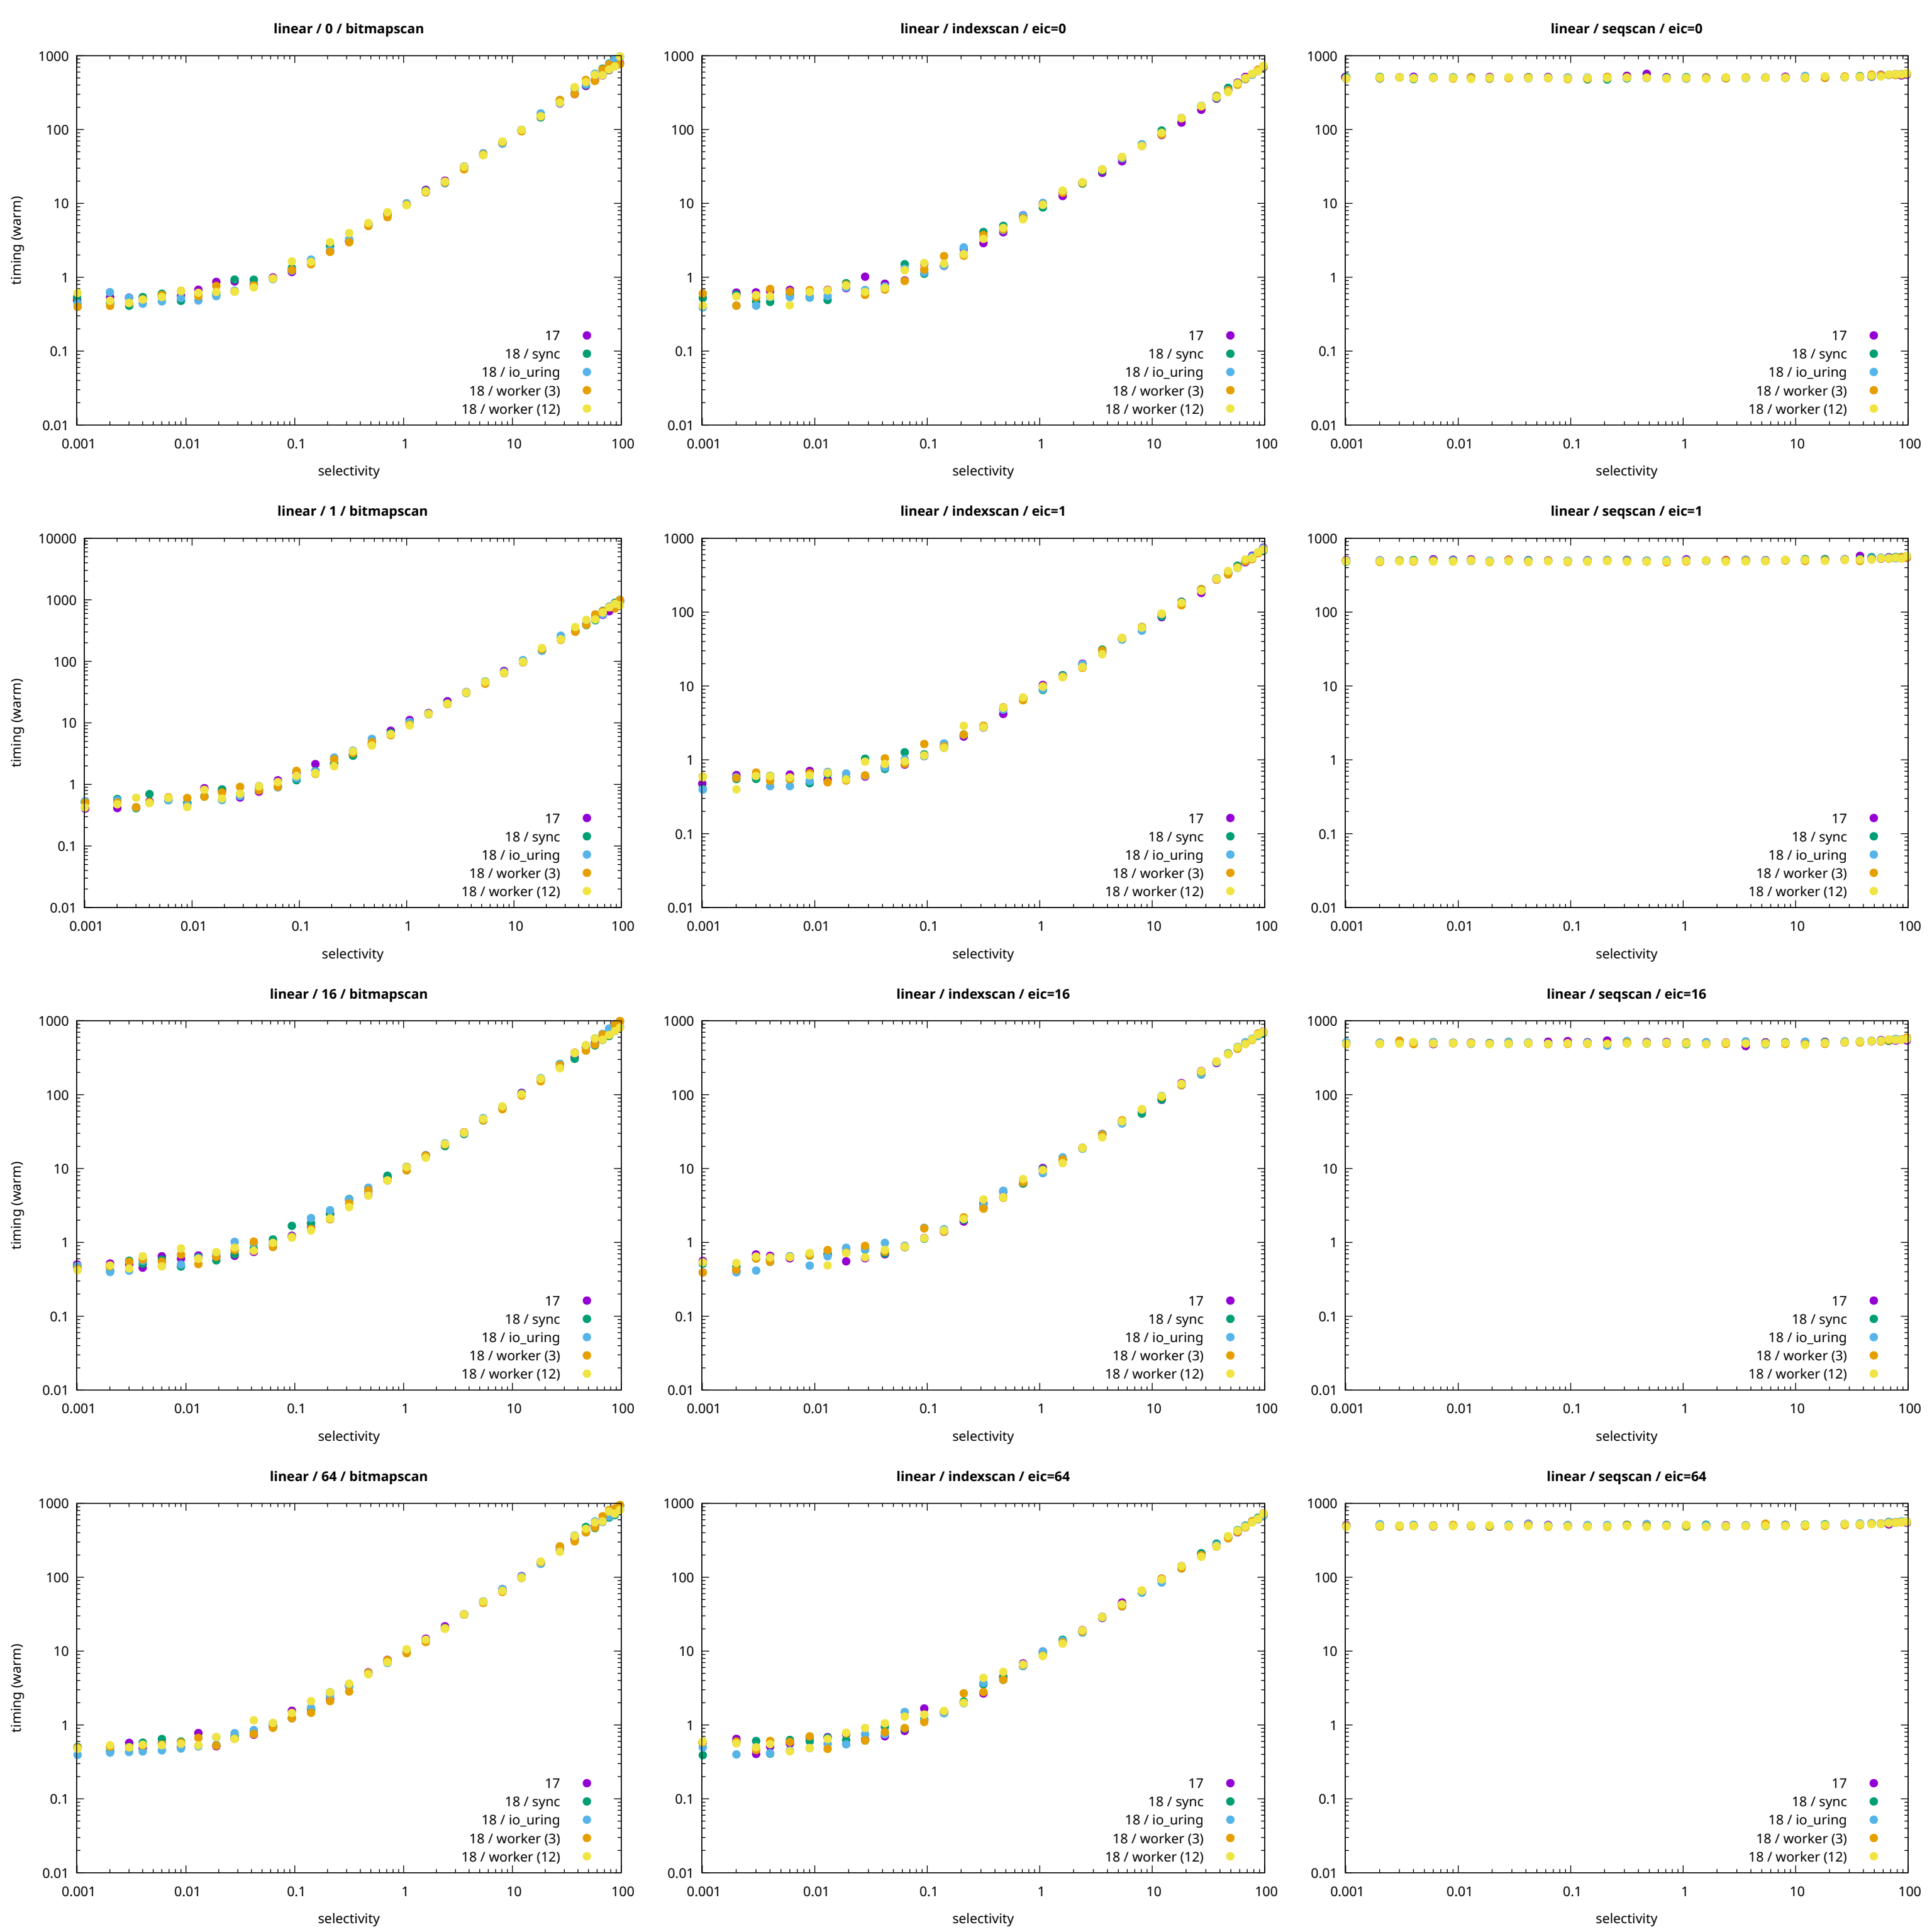 linear / 0 / bitmapscan
timing (warm)
1000
100
10
1
0.1
0.01
17
18 / sync
18 / io_uring
18 / worker (3)
18 / worker (12)
0.001 0.01 0.1 1 10 100
selectivity
linear / indexscan / eic=0
1000
100
10
1
0.1
0.01
17
18 / sync
18 / io_uring
18 / worker (3)
18 / worker (12)
0.001 0.01 0.1 1 10 100
selectivity
linear / seqscan / eic=0
1000
100
10
1
0.1
0.01
17
18 / sync
18 / io_uring
18 / worker (3)
18 / worker (12)
0.001 0.01 0.1 1 10 100
selectivity
linear / 1 / bitmapscan
timing (warm)
10000
1000
100
10
1
0.1
0.01
17
18 / sync
18 / io_uring
18 / worker (3)
18 / worker (12)
0.001 0.01 0.1 1 10 100
selectivity
linear / indexscan / eic=1
1000
100
10
1
0.1
0.01
17
18 / sync
18 / io_uring
18 / worker (3)
18 / worker (12)
0.001 0.01 0.1 1 10 100
selectivity
linear / seqscan / eic=1
1000
100
10
1
0.1
0.01
17
18 / sync
18 / io_uring
18 / worker (3)
18 / worker (12)
0.001 0.01 0.1 1 10 100
selectivity
linear / 16 / bitmapscan
timing (warm)
1000
100
10
1
0.1
0.01
17
18 / sync
18 / io_uring
18 / worker (3)
18 / worker (12)
0.001 0.01 0.1 1 10 100
selectivity
linear / indexscan / eic=16
1000
100
10
1
0.1
0.01
17
18 / sync
18 / io_uring
18 / worker (3)
18 / worker (12)
0.001 0.01 0.1 1 10 100
selectivity
linear / seqscan / eic=16
1000
100
10
1
0.1
0.01
17
18 / sync
18 / io_uring
18 / worker (3)
18 / worker (12)
0.001 0.01 0.1 1 10 100
selectivity
linear / 64 / bitmapscan
timing (warm)
1000
100
10
1
0.1
0.01
17
18 / sync
18 / io_uring
18 / worker (3)
18 / worker (12)
0.001 0.01 0.1 1 10 100
selectivity
linear / indexscan / eic=64
1000
100
10
1
0.1
0.01
17
18 / sync
18 / io_uring
18 / worker (3)
18 / worker (12)
0.001 0.01 0.1 1 10 100
selectivity
linear / seqscan / eic=64
1000
100
10
1
0.1
0.01
17
18 / sync
18 / io_uring
18 / worker (3)
18 / worker (12)
0.001 0.01 0.1 1 10 100
selectivity